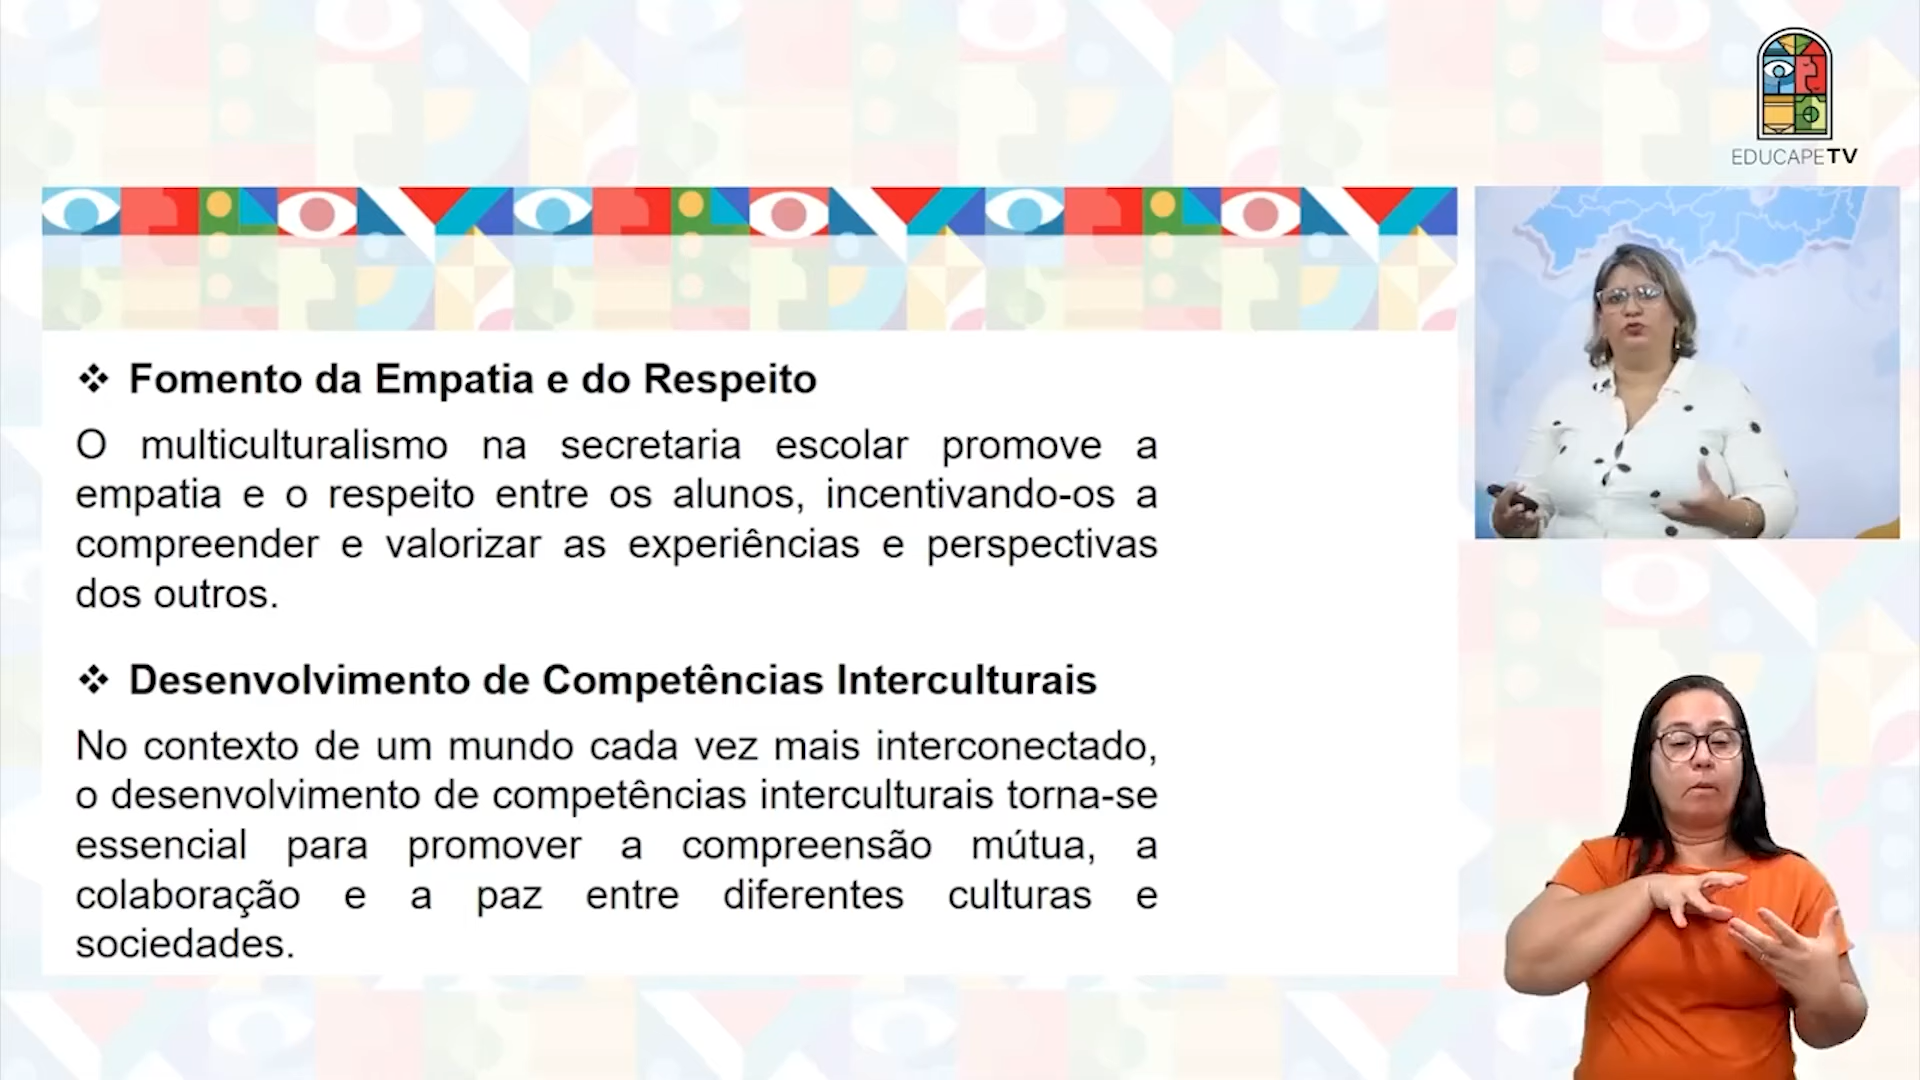 EDUCAPETV
❖ Fomento da Empatia e do Respeito
O multiculturalismo na secretaria escolar promove a
empatia e o respeito entre os alunos, incentivando-os a
compreender e valorizar as experiências e perspectivas
dos outros.
❖ Desenvolvimento de Competências Interculturais
No contexto de um mundo cada vez mais interconectado,
o desenvolvimento de competências interculturais torna-se
essencial para promover a compreensão mútua, a
colaboração e a paz entre diferentes culturas e
sociedades.